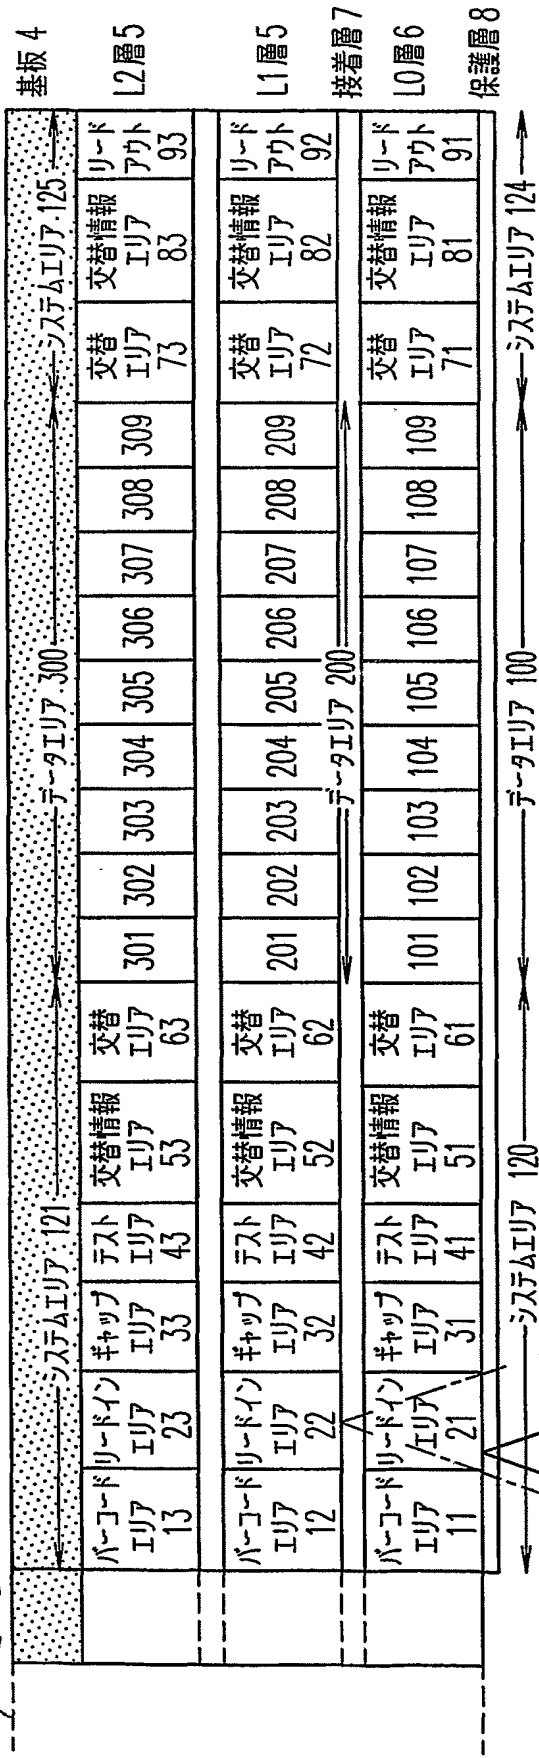 基板 4
システムエリア 121
データエリア 300
システムエリア 125
バーコード
エリア
13
リードイン
エリア
23
ギャップ
エリア
33
テスト
エリア
43
交替情報
エリア
53
交替
エリア
63
301
302
303
304
305
306
307
308
309
交替
エリア
73
交替情報
エリア
83
リード
アウト
93
L2層5
バーコード
エリア
12
リードイン
エリア
22
ギャップ
エリア
32
テスト
エリア
42
交替情報
エリア
52
交替
エリア
62
201
202
203
204
205
206
207
208
209
交替
エリア
72
交替情報
エリア
82
リード
アウト
92
L1層5
データエリア 200
接着層7
バーコード
エリア
11
リードイン
エリア
21
ギャップ
エリア
31
テスト
エリア
41
交替情報
エリア
51
交替
エリア
61
101
102
103
104
105
106
107
108
109
交替
エリア
71
交替情報
エリア
81
リード
アウト
91
L0層6
保護層8
システムエリア 120
データエリア 100
システムエリア 124